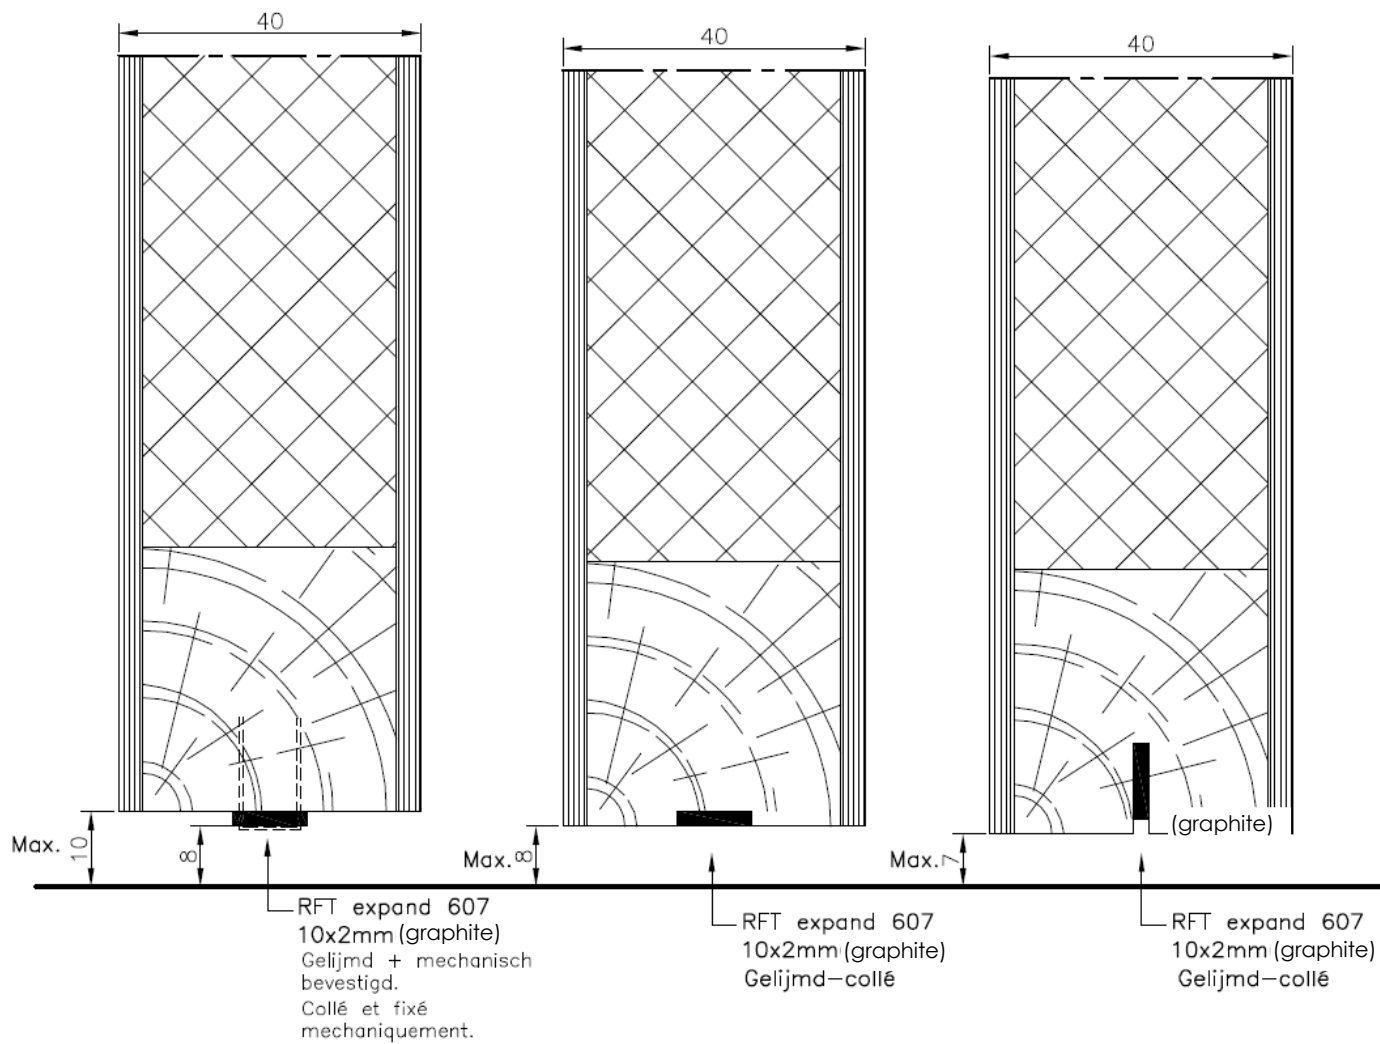 40
40
40
Max. 10
8
Max. 8
Max. 7
(graphite)
RFT expand 607
10x2mm (graphite)
Gelijmd + mechanisch
bevestigd.
Collé et fixé
mechaniquement.
RFT expand 607
10x2mm (graphite)
Gelijmd-collé
RFT expand 607
10x2mm (graphite)
Gelijmd-collé